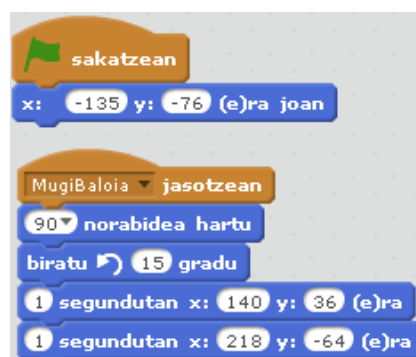 sakatzean
x: -135 y: -76 (e)ra joan
MugiBaloia jasotzean
90 norabidea hartu
biratu 15 gradu
1 segundutan x: 140 y: 36 (e)ra
1 segundutan x: 218 y: -64 (e)ra